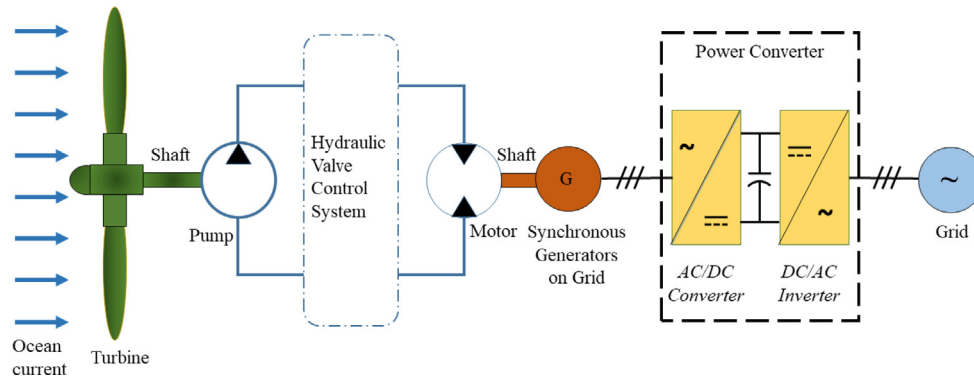 Power Converter
Shaft
Hydraulic
Valve
Control
System
Shaft
G
~
~
~
Pump
Motor
Synchronous
Generators
on Grid
AC/DC
Converter
DC/AC
Inverter
Grid
Ocean
current
Turbine